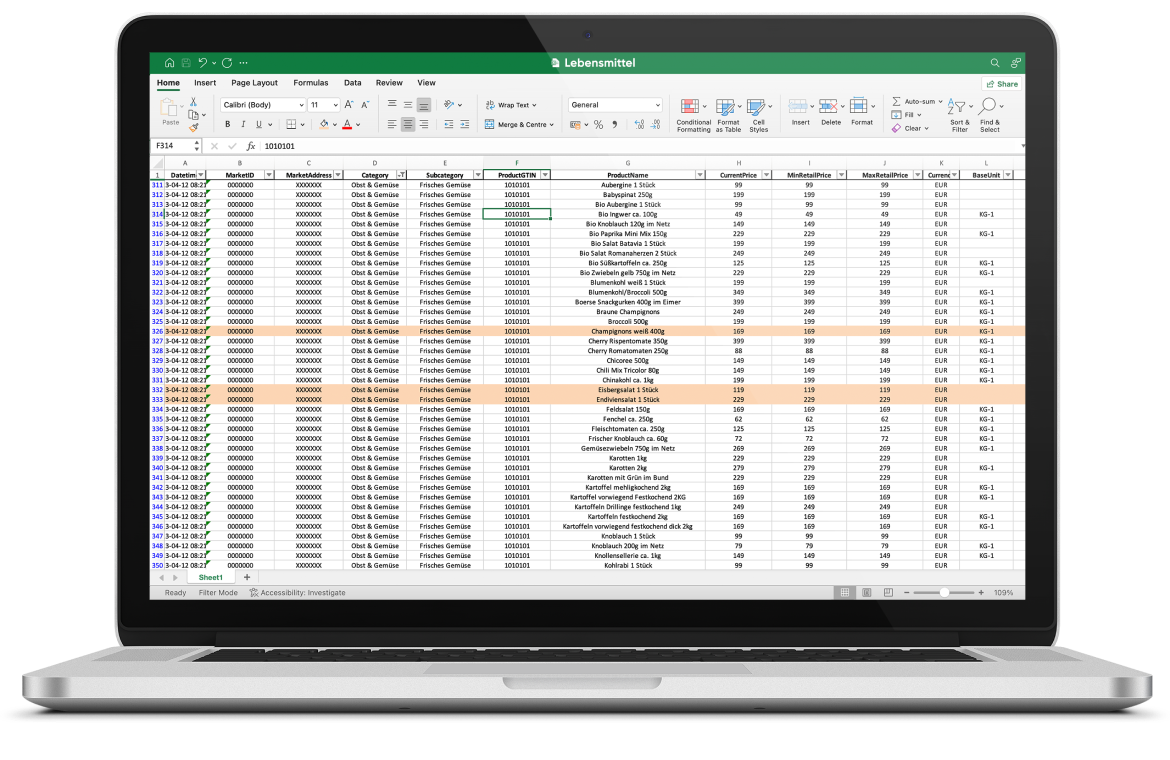 Lebensmittel
Home Insert Page Layout Formulas Data Review View Share
Paste Calibri (Body) 11 A A Wrap Text General Conditional Formatting Format as Table Cell Styles Insert Delete Format Auto-sum Sort & Filter Find & Select
B I U A Merge & Centre % Fill
Clear
F314 fx 1010101
A B C D E F G H I J K L
1 Datetim MarketID MarketAddress Category Subcategory ProductGTIN ProductName CurrentPrice MinRetailPrice MaxRetailPrice Currenc BaseUnit
311 3-04-12 08:21 0000000 XXXXXXX Obst & Gemüse Frisches Gemüse 1010101 Aubergine 1 Stück 99 99 99 EUR
312 3-04-12 08:21 0000000 XXXXXXX Obst & Gemüse Frisches Gemüse 1010101 Babyspinat 250g 199 199 199 EUR
313 3-04-12 08:21 0000000 XXXXXXX Obst & Gemüse Frisches Gemüse 1010101 Bio Aubergine 1 Stück 99 99 99 EUR
314 3-04-12 08:21 0000000 XXXXXXX Obst & Gemüse Frisches Gemüse 1010101 Bio Ingwer ca. 100g 49 49 49 EUR KG-1
315 3-04-12 08:21 0000000 XXXXXXX Obst & Gemüse Frisches Gemüse 1010101 Bio Knoblauch 120g im Netz 149 149 149 EUR
316 3-04-12 08:21 0000000 XXXXXXX Obst & Gemüse Frisches Gemüse 1010101 Bio Paprika Mini Mix 150g 229 229 229 EUR KG-1
317 3-04-12 08:21 0000000 XXXXXXX Obst & Gemüse Frisches Gemüse 1010101 Bio Salat Batavia 1 Stück 199 199 199 EUR
318 3-04-12 08:21 0000000 XXXXXXX Obst & Gemüse Frisches Gemüse 1010101 Bio Salat Romanaherzen 2 Stück 249 249 249 EUR
319 3-04-12 08:21 0000000 XXXXXXX Obst & Gemüse Frisches Gemüse 1010101 Bio Süßkartoffeln ca. 250g 125 125 125 EUR KG-1
320 3-04-12 08:21 0000000 XXXXXXX Obst & Gemüse Frisches Gemüse 1010101 Bio Zwiebeln gelb 750g im Netz 229 229 229 EUR KG-1
321 3-04-12 08:21 0000000 XXXXXXX Obst & Gemüse Frisches Gemüse 1010101 Blumenkohl weiß 1 Stück 199 199 199 EUR
322 3-04-12 08:21 0000000 XXXXXXX Obst & Gemüse Frisches Gemüse 1010101 Blumenkohl/Broccoli 500g 349 349 349 EUR KG-1
323 3-04-12 08:21 0000000 XXXXXXX Obst & Gemüse Frisches Gemüse 1010101 Boerse Snackgurken 400g im Eimer 399 399 399 EUR KG-1
324 3-04-12 08:21 0000000 XXXXXXX Obst & Gemüse Frisches Gemüse 1010101 Braune Champignons 249 249 249 EUR KG-1
325 3-04-12 08:21 0000000 XXXXXXX Obst & Gemüse Frisches Gemüse 1010101 Broccoli 500g 199 199 199 EUR KG-1
326 3-04-12 08:21 0000000 XXXXXXX Obst & Gemüse Frisches Gemüse 1010101 Champignons weiß 400g 169 169 169 EUR KG-1
327 3-04-12 08:21 0000000 XXXXXXX Obst & Gemüse Frisches Gemüse 1010101 Cherry Rispentomate 350g 399 399 399 EUR KG-1
328 3-04-12 08:21 0000000 XXXXXXX Obst & Gemüse Frisches Gemüse 1010101 Cherry Romatomaten 250g 88 88 88 EUR KG-1
329 3-04-12 08:21 0000000 XXXXXXX Obst & Gemüse Frisches Gemüse 1010101 Chicoree 500g 149 149 149 EUR KG-1
330 3-04-12 08:21 0000000 XXXXXXX Obst & Gemüse Frisches Gemüse 1010101 Chili Mix Tricolor 80g 149 149 149 EUR KG-1
331 3-04-12 08:21 0000000 XXXXXXX Obst & Gemüse Frisches Gemüse 1010101 Chinakohl ca. 1kg 199 199 199 EUR KG-1
332 3-04-12 08:21 0000000 XXXXXXX Obst & Gemüse Frisches Gemüse 1010101 Eisbergsalat 1 Stück 119 119 119 EUR
333 3-04-12 08:21 0000000 XXXXXXX Obst & Gemüse Frisches Gemüse 1010101 Endiviensalat 1 Stück 229 229 229 EUR
334 3-04-12 08:21 0000000 XXXXXXX Obst & Gemüse Frisches Gemüse 1010101 Feldsalat 150g 169 169 169 EUR KG-1
335 3-04-12 08:21 0000000 XXXXXXX Obst & Gemüse Frisches Gemüse 1010101 Fenchel ca. 250g 62 62 62 EUR KG-1
336 3-04-12 08:21 0000000 XXXXXXX Obst & Gemüse Frisches Gemüse 1010101 Fleischtomaten ca. 250g 125 125 125 EUR KG-1
337 3-04-12 08:21 0000000 XXXXXXX Obst & Gemüse Frisches Gemüse 1010101 Frischer Knoblauch ca. 60g 72 72 72 EUR KG-1
338 3-04-12 08:21 0000000 XXXXXXX Obst & Gemüse Frisches Gemüse 1010101 Gemüsezwiebeln 750g im Netz 269 269 269 EUR KG-1
339 3-04-12 08:21 0000000 XXXXXXX Obst & Gemüse Frisches Gemüse 1010101 Karotten 1kg 229 229 229 EUR
340 3-04-12 08:21 0000000 XXXXXXX Obst & Gemüse Frisches Gemüse 1010101 Karotten 2kg 279 279 279 EUR KG-1
341 3-04-12 08:21 0000000 XXXXXXX Obst & Gemüse Frisches Gemüse 1010101 Karotten mit Grün im Bund 229 229 229 EUR
342 3-04-12 08:21 0000000 XXXXXXX Obst & Gemüse Frisches Gemüse 1010101 Kartoffel mehligkochend 2kg 169 169 169 EUR KG-1
343 3-04-12 08:21 0000000 XXXXXXX Obst & Gemüse Frisches Gemüse 1010101 Kartoffel vorwiegend Festkochend 2KG 169 169 169 EUR KG-1
344 3-04-12 08:21 0000000 XXXXXXX Obst & Gemüse Frisches Gemüse 1010101 Kartoffeln Drillinge festkochend 1kg 249 249 249 EUR
345 3-04-12 08:21 0000000 XXXXXXX Obst & Gemüse Frisches Gemüse 1010101 Kartoffeln festkochend 2kg 169 169 169 EUR KG-1
346 3-04-12 08:21 0000000 XXXXXXX Obst & Gemüse Frisches Gemüse 1010101 Kartoffeln vorwiegend festkochend dick 2kg 169 169 169 EUR KG-1
347 3-04-12 08:21 0000000 XXXXXXX Obst & Gemüse Frisches Gemüse 1010101 Knoblauch 1 Stück 99 99 99 EUR
348 3-04-12 08:21 0000000 XXXXXXX Obst & Gemüse Frisches Gemüse 1010101 Knoblauch 200g im Netz 79 79 79 EUR KG-1
349 3-04-12 08:21 0000000 XXXXXXX Obst & Gemüse Frisches Gemüse 1010101 Knollensellerie ca. 1kg 149 149 149 EUR KG-1
350 3-04-12 08:21 0000000 XXXXXXX Obst & Gemüse Frisches Gemüse 1010101 Kohlrabi 1 Stück 99 99 99 EUR
Sheet1 +
Ready Filter Mode Accessibility: Investigate 109%